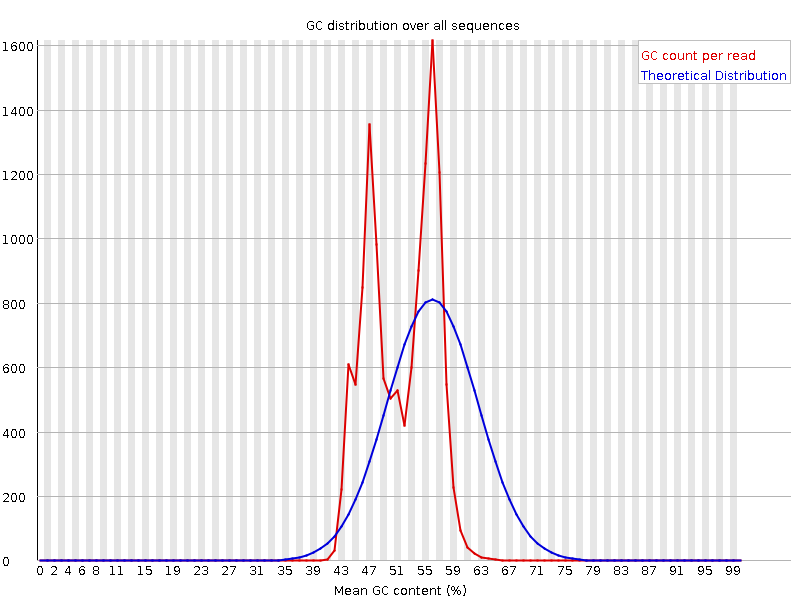 GC distribution over all sequences
GC count per read
Theoretical Distribution
1600
1400
1200
1000
800
600
400
200
0
0 2 4 6 8 11 15 19 23 27 31 35 39 43 47 51 55 59 63 67 71 75 79 83 87 91 95 99
Mean GC content (%)